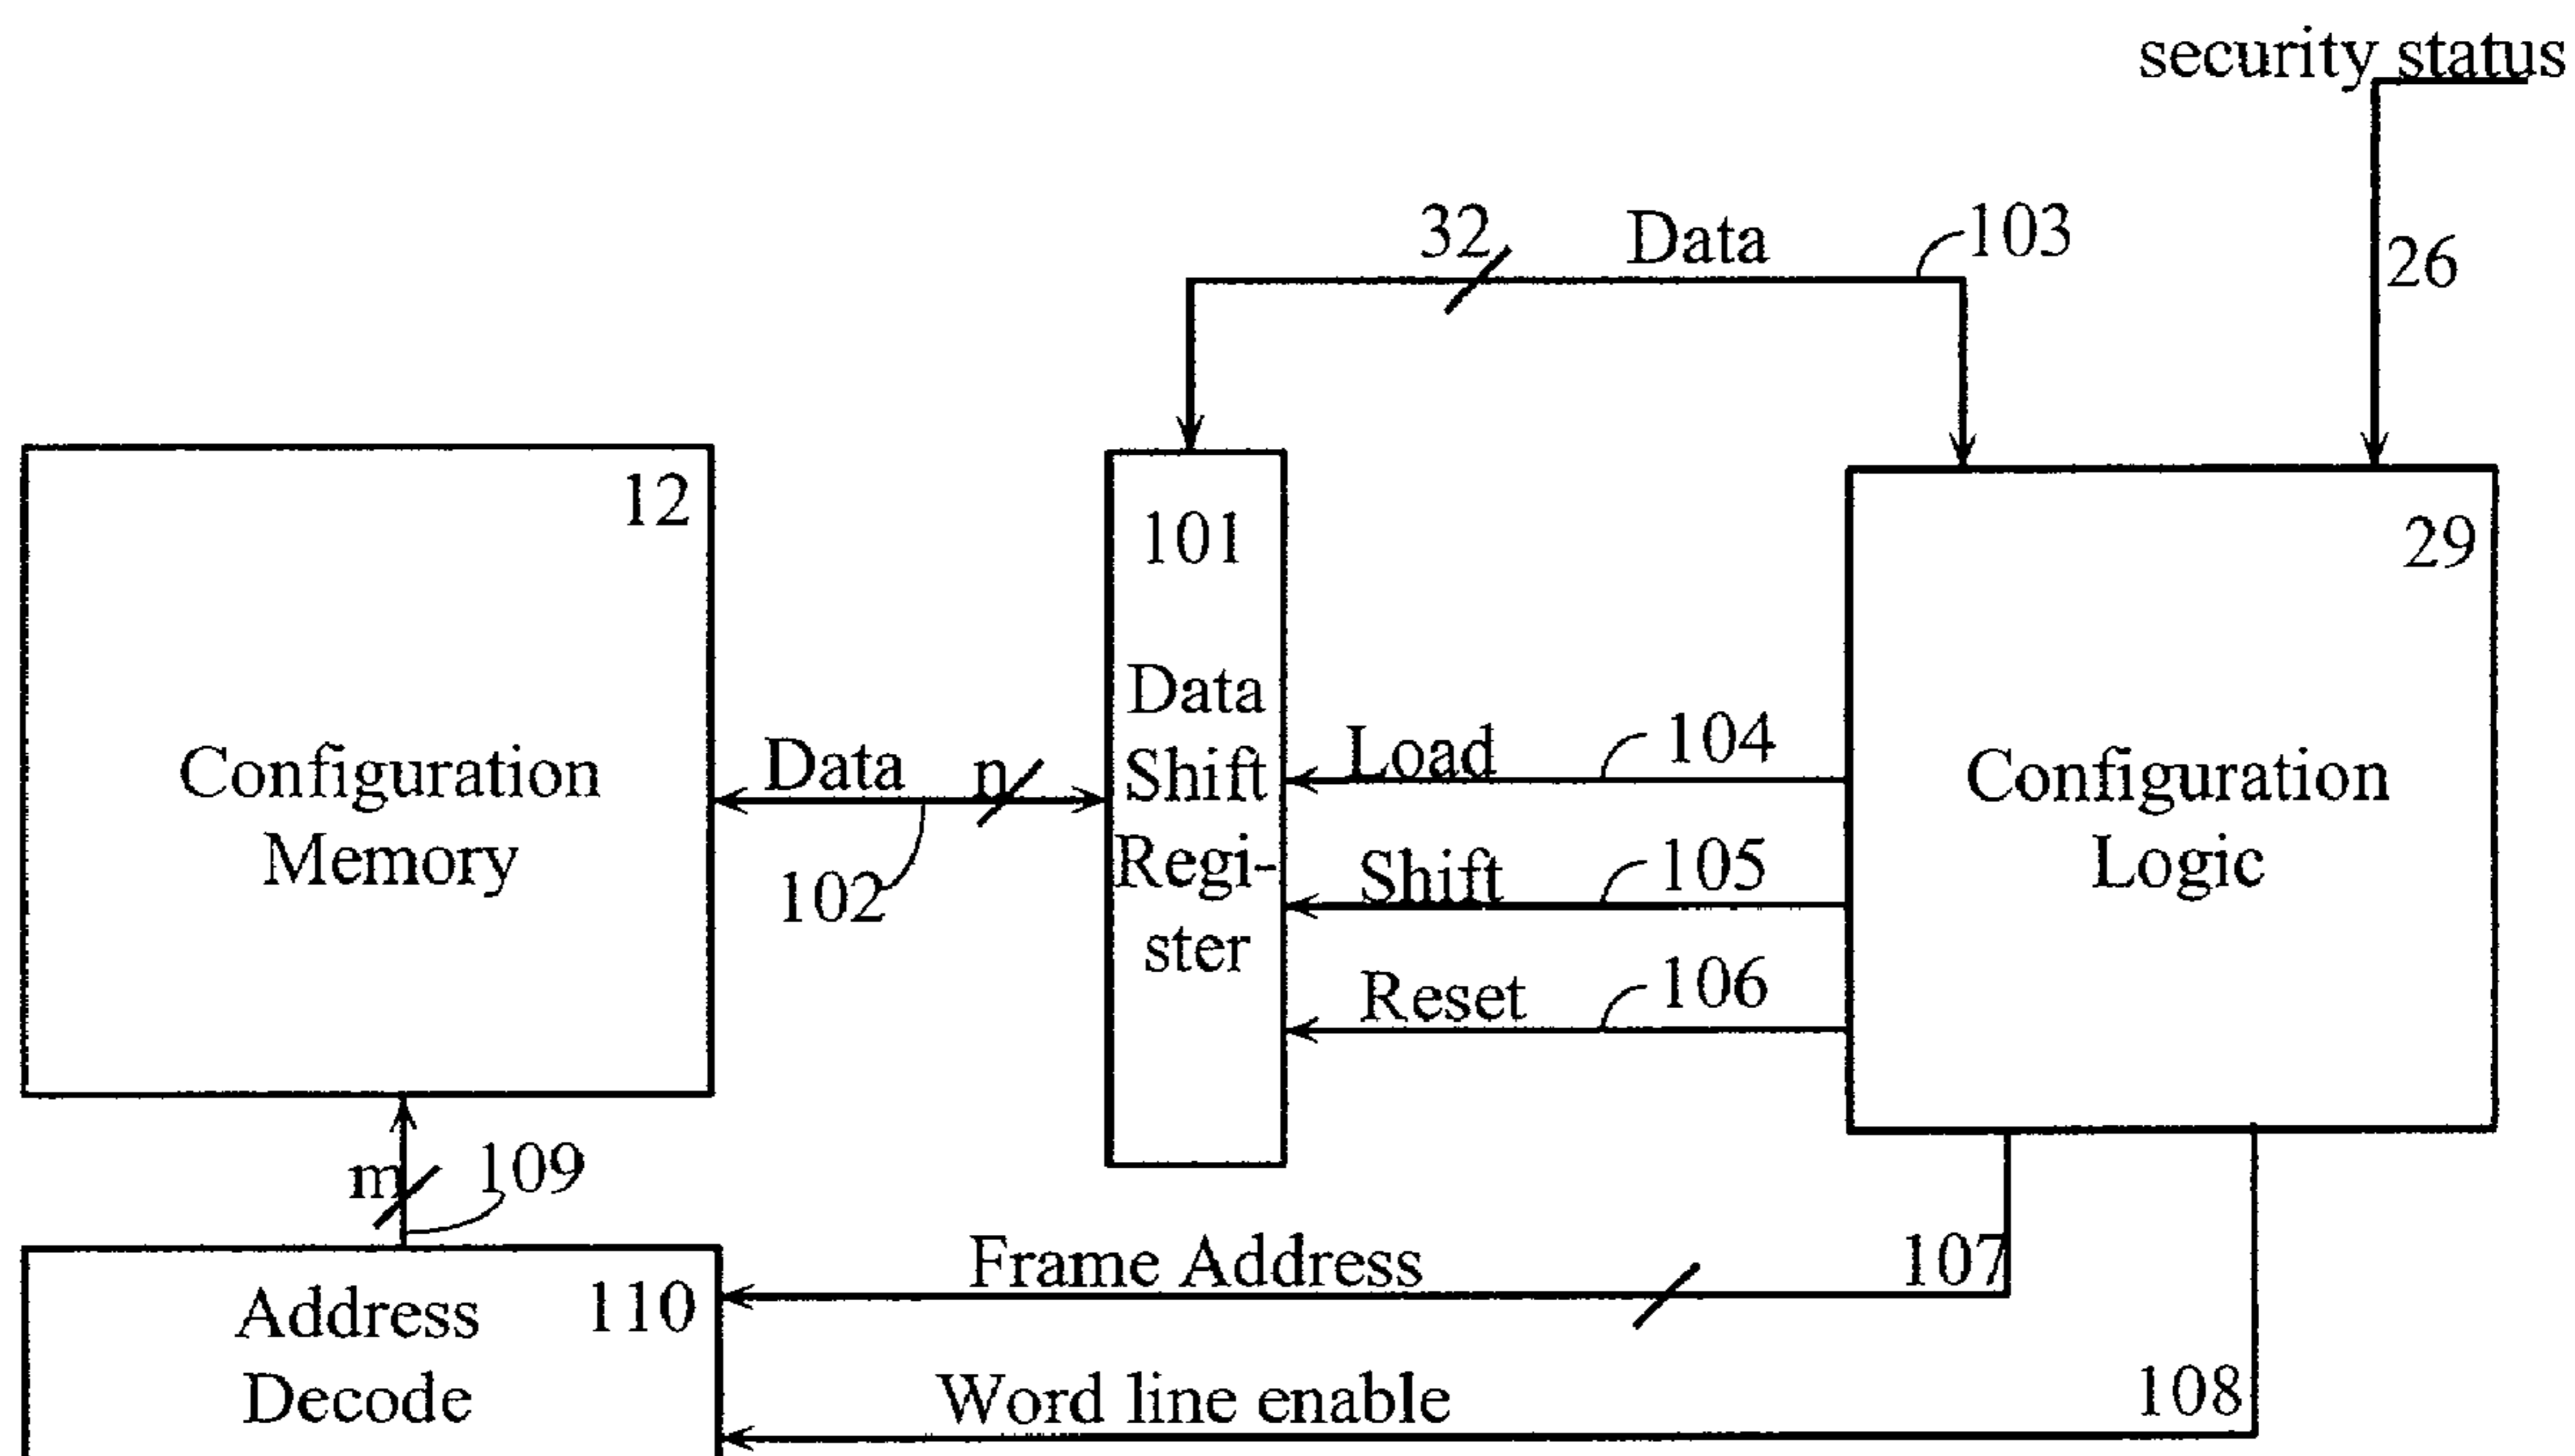 security status
32
Data
103
26
12
101
29
Data
Shift
Regi-
ster
Configuration
Memory
Data
n
102
Load
104
Shift
105
Reset
106
Configuration
Logic
m
109
Frame Address
107
Address
Decode
110
Word line enable
108